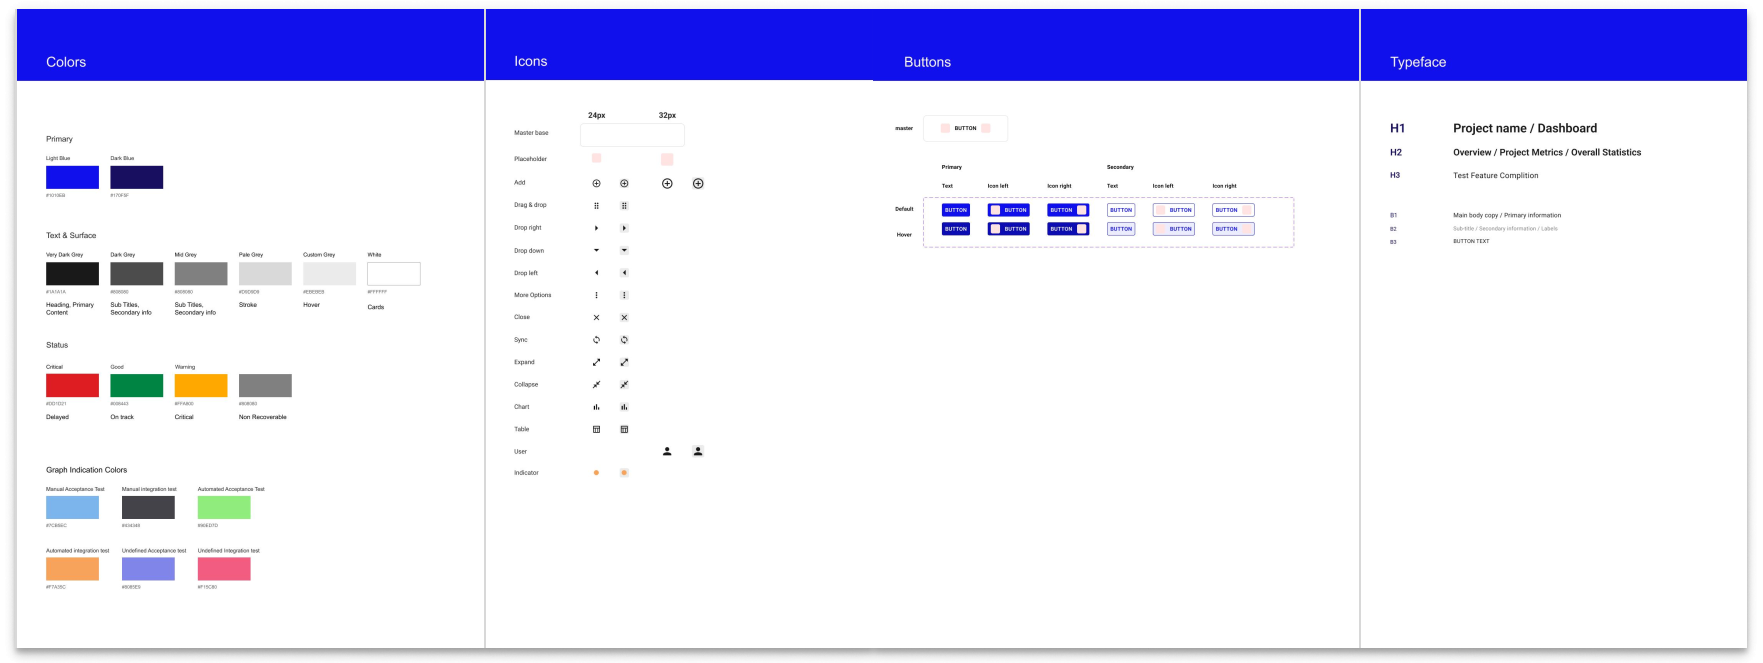 Colors
Primary
Light Blue Dark Blue
#1010EB #170F5F
Text & Surface
Very Dark Grey Dark Grey Mid Grey Pale Grey Custom Grey White
#1A1A1A #808080 #808080 #D9D9D9 #EBEBEB #FFFFFF
Heading, Primary Content
Sub Titles, Secondary info
Sub Titles, Secondary info
Stroke
Hover
Cards
Status
Critical Good Warning
#DD1D21 #008443 #FFA800 #808080
Delayed On track Critical Non Recoverable
Graph Indication Colors
Manual Acceptance Test Manual integration test Automated Acceptance Test
#7CB5EC #434348 #90ED7D
Automated integration test Undefined Acceptance test Undefined Integration test
#F7A35C #8085E9 #F15C80
Icons
24px 32px
Master base
Placeholder
Add
Drag & drop
Drop right
Drop down
Drop left
More Options
Close
Sync
Expand
Collapse
Chart
Table
User
Indicator
Buttons
master BUTTON
Primary Secondary
Text Icon left Icon right Text Icon left Icon right
Default BUTTON BUTTON BUTTON BUTTON BUTTON BUTTON
Hover BUTTON BUTTON BUTTON BUTTON BUTTON BUTTON
Typeface
H1 Project name / Dashboard
H2 Overview / Project Metrics / Overall Statistics
H3 Test Feature Complition
B1 Main body copy / Primary information
B2 Sub-title / Secondary information / Labels
B3 BUTTON TEXT